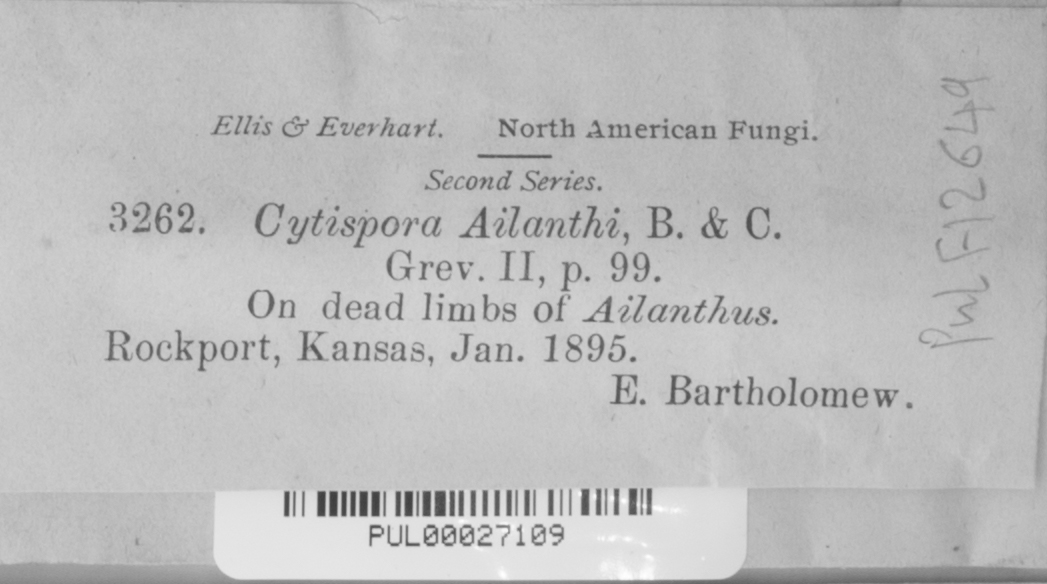 Ellis & Everhart. North American Fungi.
Second Series.
3262. Cytispora Ailanthi, B. & C.
Grev. II, p. 99.
On dead limbs of Ailanthus.
Rockport, Kansas, Jan. 1895.
E. Bartholomew.
PUL F12649
PUL00027109